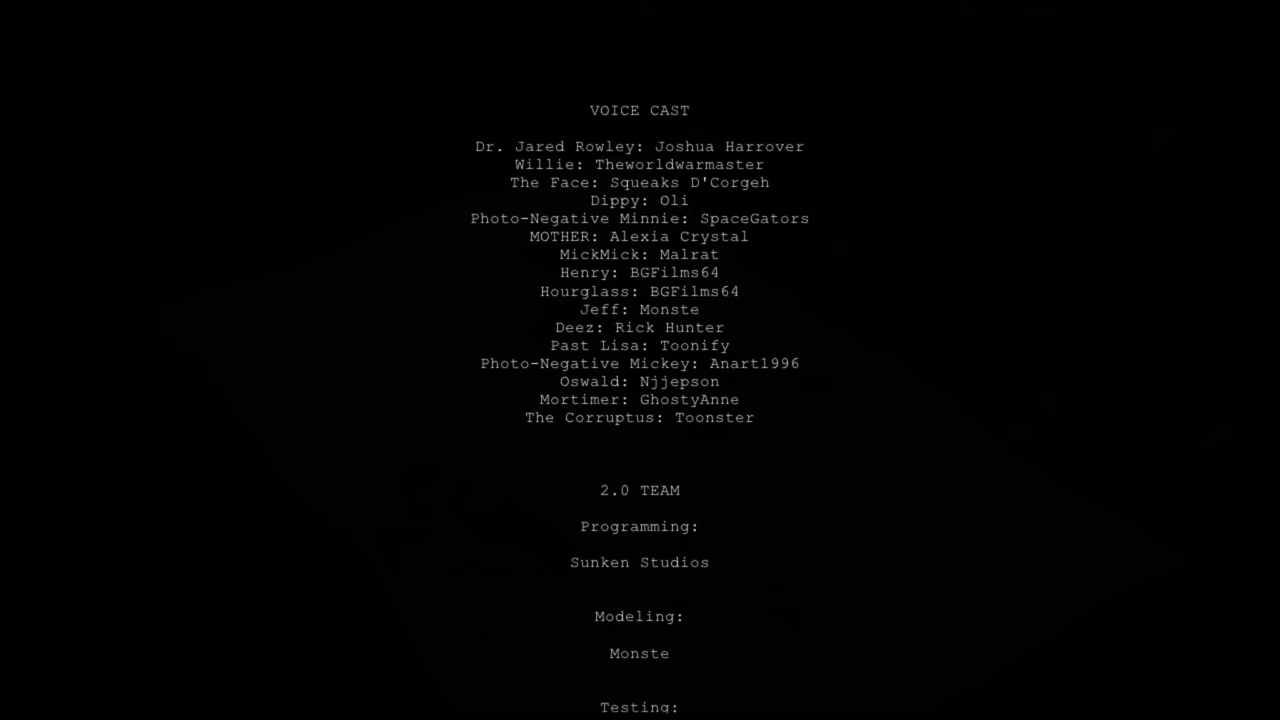 VOICE CAST
Dr. Jared Rowley: Joshua Harrover
Willie: Theworldwarmaster
The Face: Squeaks D'Corgeh
Dippy: Oli
Photo-Negative Minnie: SpaceGators
MOTHER: Alexia Crystal
MickMick: Malrat
Henry: BGFilms64
Hourglass: BGFilms64
Jeff: Monste
Deez: Rick Hunter
Past Lisa: Toonify
Photo-Negative Mickey: Anart1996
Oswald: Njjepson
Mortimer: GhostyAnne
The Corruptus: Toonster
2.0 TEAM
Programming:
Sunken Studios
Modeling:
Monste
Testing: